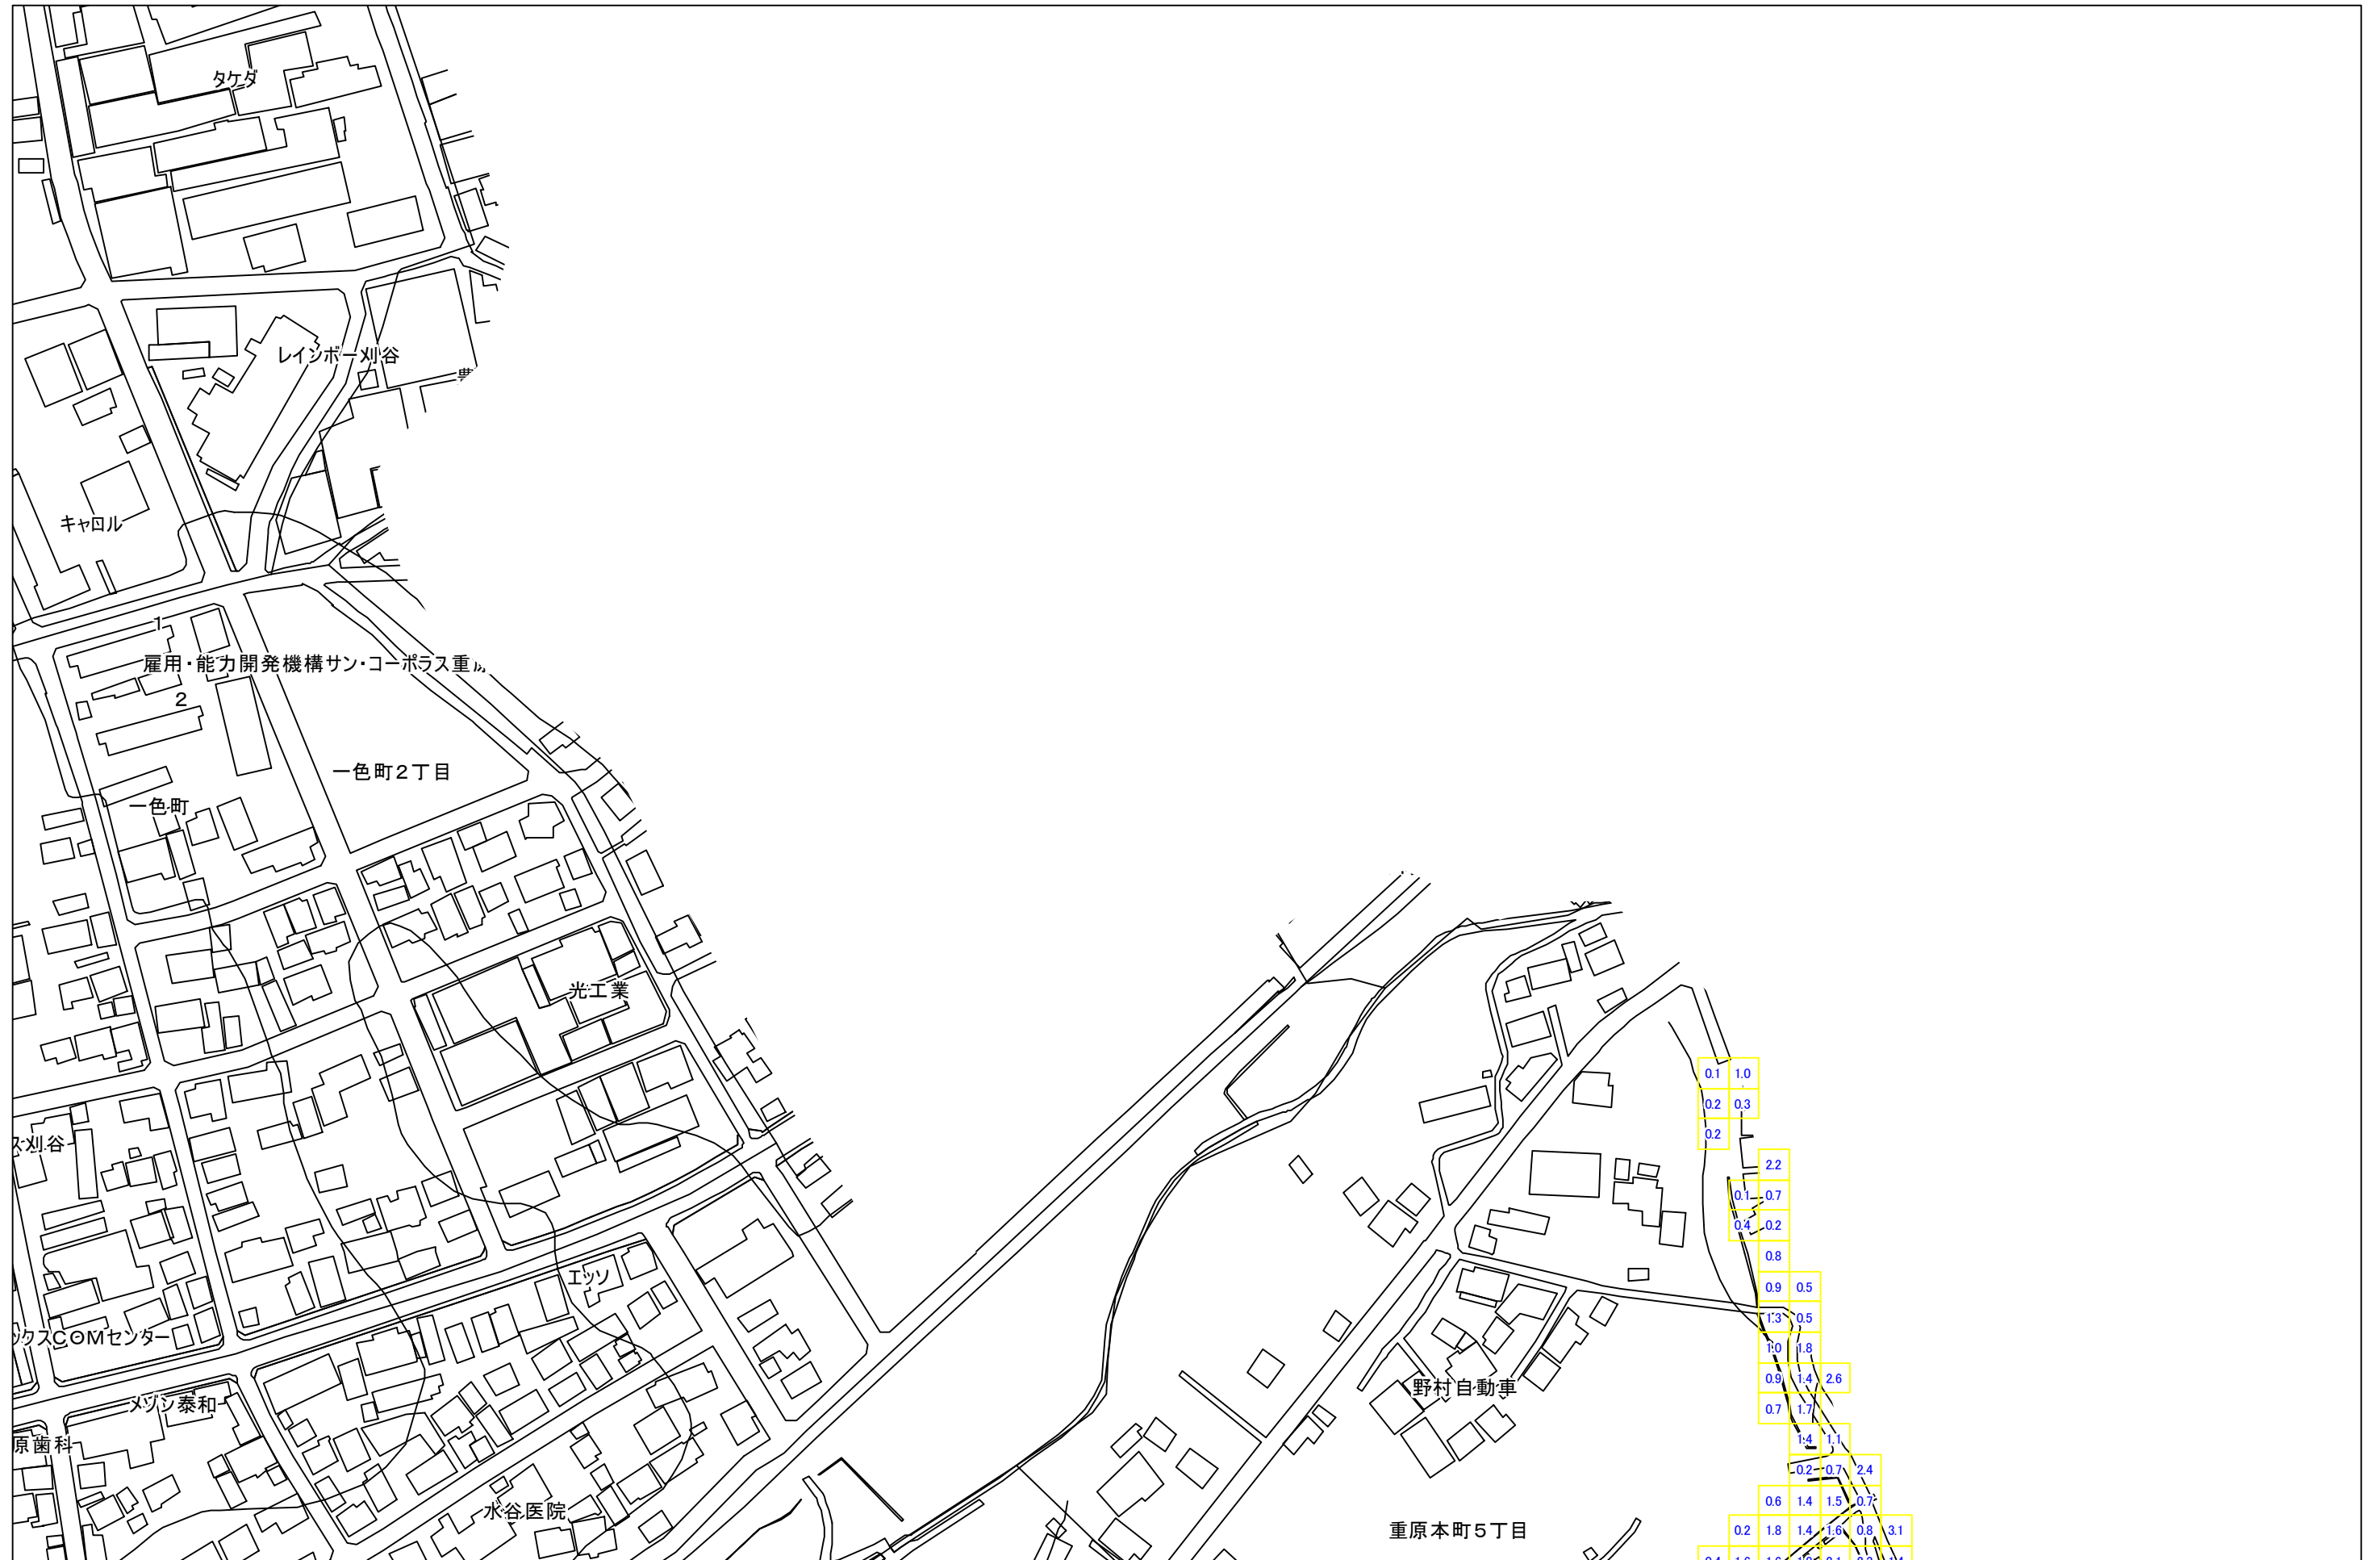 タケダ
レインボー刈谷
キャロル
1
雇用・能力開発機構サン・コーポラス重
2
一色町2丁目
一色町
光工業
0.1 1.0
0.2 0.3
0.2
ス刈谷
2.2
0.1 0.7
0.4 0.2
0.8
エッソ
0.9 0.5
1.3 0.5
ックスCOMセンター
1.0 1.8
0.9 1.4 2.6
野村自動車
メゾン泰和
0.7 1.7
1.4 1.1
原歯科
0.2 0.7 2.4
0.6 1.4 1.5 0.7
水谷医院
重原本町5丁目
0.2 1.8 1.4 1.6 0.8 3.1